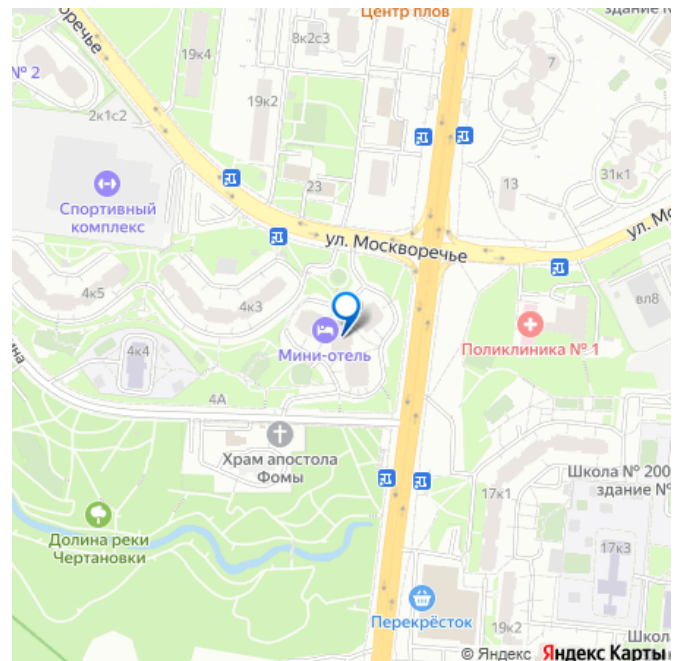 Центр плов
здание №
Москворечье
№ 2
19к4
8к2с3
7
19к2
2к1с2
31к1
23
13
Спортивный
комплекс
ул. Москворечье
ул. Мо
4к5
4к3
вл8
Мини-отель
Поликлиника № 1
4к4
4А
Храм апостола
Фомы
Школа № 200
здание №
17к1
Долина реки
Чертановки
17к3
Перекрёсток
19к2
Школ
© Яндекс Яндекс Карты